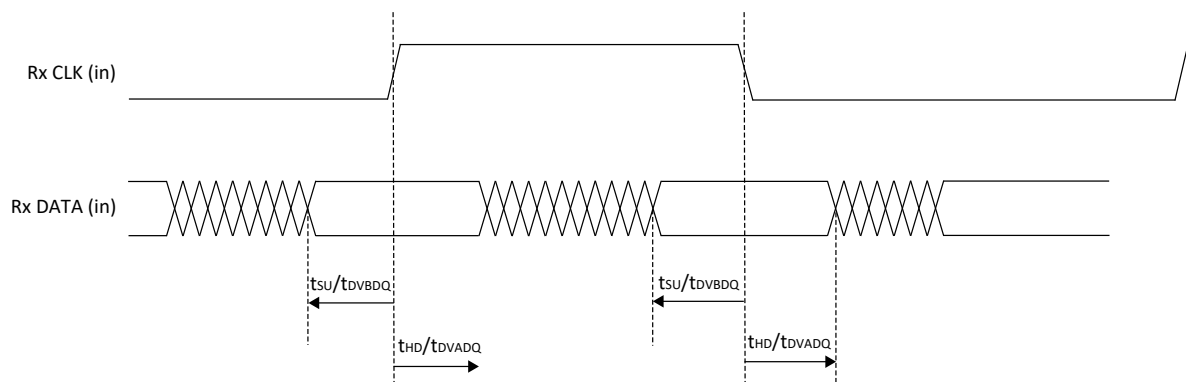 Rx CLK (in)
Rx DATA (in)
tSU/tDVBDQ
tSU/tDVBDQ
tHD/tDVADQ
tHD/tDVADQ